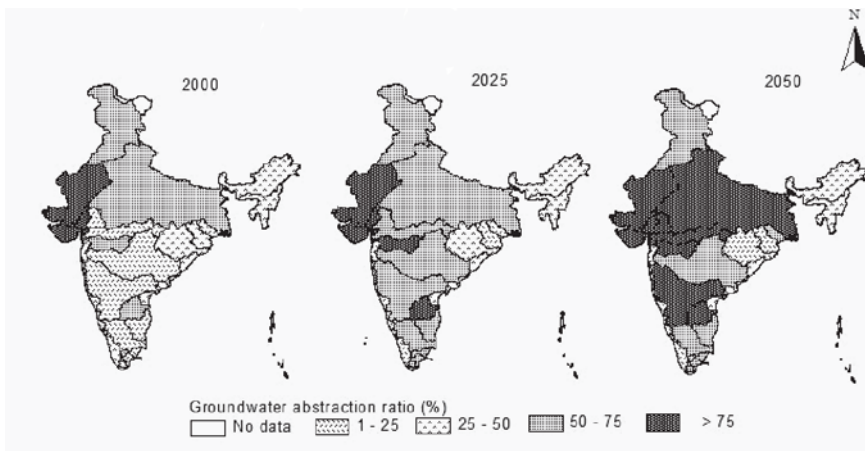 N
2000
2025
2050
Groundwater abstraction ratio (%)
No data 1 - 25 25 - 50 50 - 75 > 75